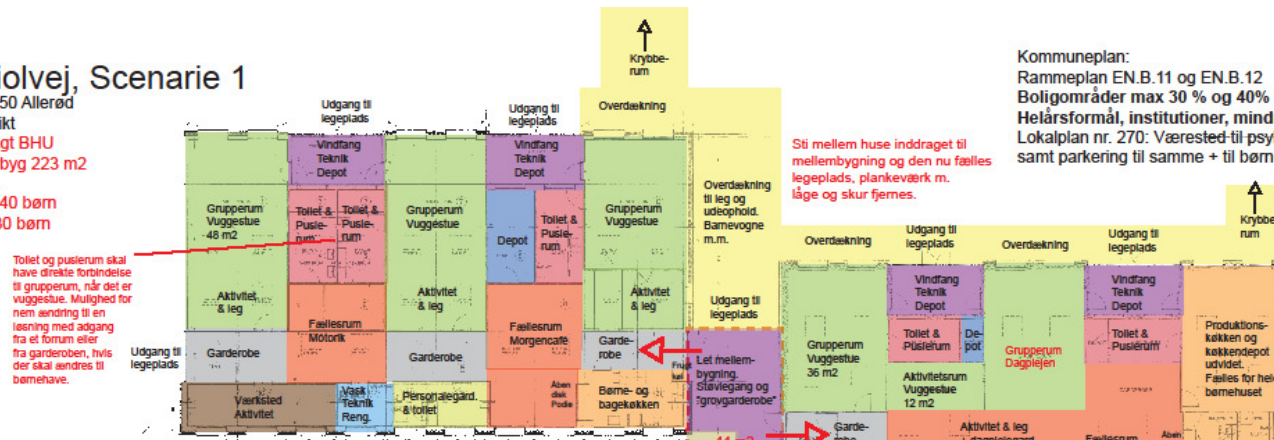 iolvej, Scenarie 1
50 Allerød
ikt
gt BHU
byg 223 m2
40 børn
30 børn
Toilet og puslerum skal
have direkte forbindelse
til grupperum, når det er
vuggestue. Mulighed for
nem ændring til en
løsning med adgang
fra et forrum eller
fra garderoben, hvis
der skal ændres til
børnehave.
Udgang til
legeplads
Udgang til
legeplads
Udgang til
legeplads
Krybbe-
rum
Overdækning
Grupperum
Vuggestue
48 m2
Vindfang
Teknik
Depot
Toilet &
Pusle-
rum
Toilet &
Pusle-
rum
Grupperum
Vuggestue
Vindfang
Teknik
Depot
Depot
Toilet &
Pusle-
rum
Grupperum
Vuggestue
Aktivitet
& leg
Fællesrum
Motorik
Aktivitet
& leg
Fællesrum
Morgencafé
Aktivitet
& leg
Garderobe
Garderobe
Garde-
robe
Frugt
køl
Værksted
Aktivitet
Vask
Teknik
Reng.
Personalegard.
& toilet
Åben
disk
Podie
Børne- og
bagekøkken
Overdækning
til leg og
udeophold.
Barnevogne
m.m.
Udgang til
legeplads
Let mellem-
bygning.
Støvlegang og
"grovgarderobe"
Sti mellem huse inddraget til
mellembygning og den nu fælles
legeplads, plankeværk m.
låge og skur fjernes.
Kommuneplan:
Rammeplan EN.B.11 og EN.B.12
Boligområder max 30 % og 40%
Helårsformål, institutioner, mind
Lokalplan nr. 270: Værested til psy
samt parkering til samme + til børn
Overdækning
Udgang til
legeplads
Overdækning
Udgang til
legeplads
Krybbe
rum
Grupperum
Vuggestue
36 m2
Vindfang
Teknik
Depot
Toilet &
Puslerum
De-
pot
Aktivitetsrum
Vuggestue
12 m2
Grupperum
Dagplejen
Vindfang
Teknik
Depot
Toilet &
Puslerum
Produktions-
køkken og
køkkendepot
udvidet.
Fælles for hele
børnehuset
Garde-
robe
Aktivitet & leg
Fællesrum
Åben